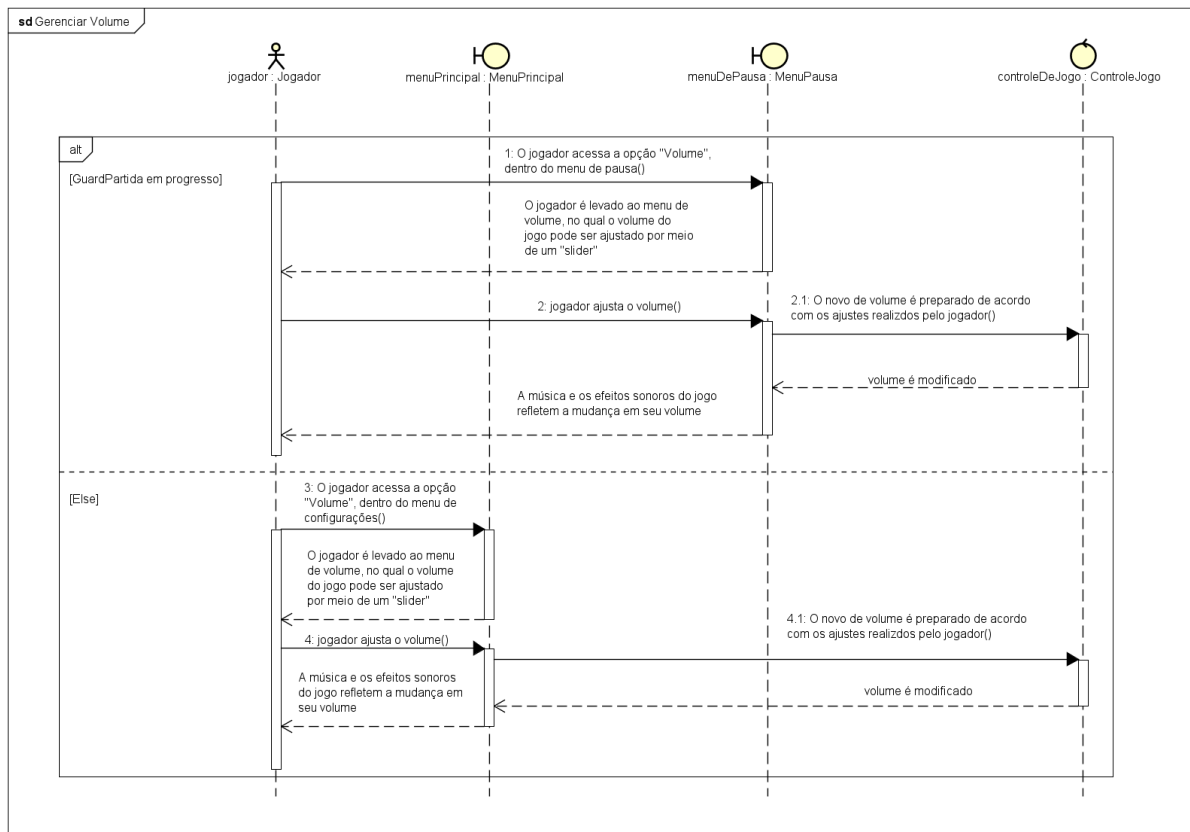 sd Gerenciar Volume
jogador : Jogador
menuPrincipal : MenuPrincipal
menuDePausa : MenuPausa
controleDeJogo : ControleJogo
alt
[GuardPartida em progresso]
1: O jogador acessa a opção "Volume",
dentro do menu de pausa()
O jogador é levado ao menu de
volume, no qual o volume do
jogo pode ser ajustado por meio
de um "slider"
2: jogador ajusta o volume()
2.1: O novo de volume é preparado de acordo
com os ajustes realizdos pelo jogador()
volume é modificado
A música e os efeitos sonoros do jogo
refletem a mudança em seu volume
[Else]
3: O jogador acessa a opção
"Volume", dentro do menu de
configurações()
O jogador é levado ao menu
de volume, no qual o volume
do jogo pode ser ajustado
por meio de um "slider"
4: jogador ajusta o volume()
4.1: O novo de volume é preparado de acordo
com os ajustes realizdos pelo jogador()
A música e os efeitos sonoros
do jogo refletem a mudança em
seu volume
volume é modificado